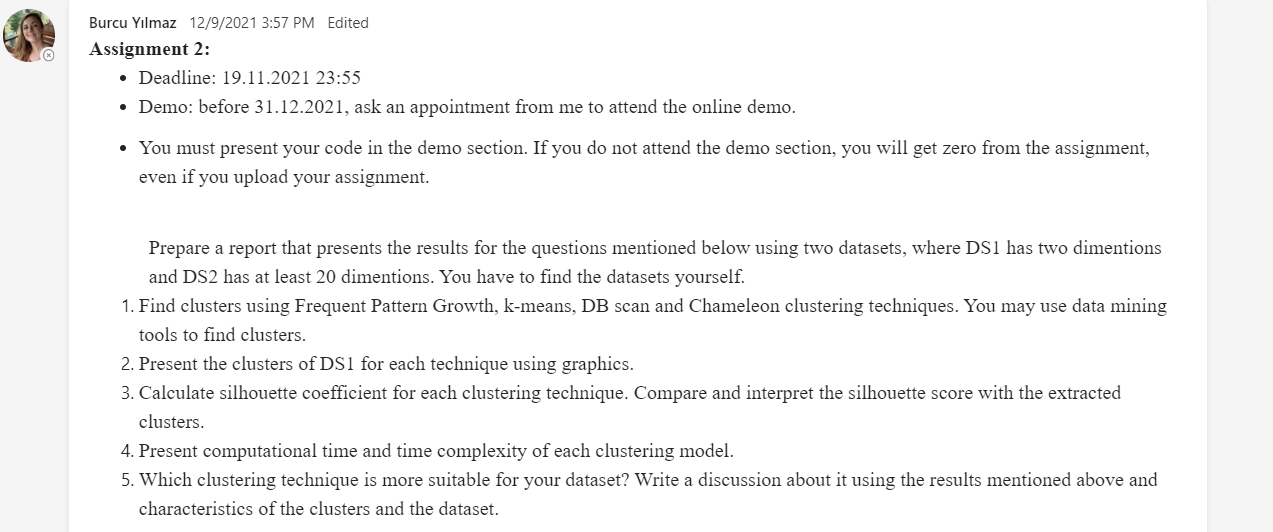 Burcu Yılmaz 12/9/2021 3:57 PM Edited
Assignment 2:
• Deadline: 19.11.2021 23:55
• Demo: before 31.12.2021, ask an appointment from me to attend the online demo.
• You must present your code in the demo section. If you do not attend the demo section, you will get zero from the assignment,
even if you upload your assignment.
Prepare a report that presents the results for the questions mentioned below using two datasets, where DS1 has two dimentions
and DS2 has at least 20 dimentions. You have to find the datasets yourself.
1. Find clusters using Frequent Pattern Growth, k-means, DB scan and Chameleon clustering techniques. You may use data mining
tools to find clusters.
2. Present the clusters of DS1 for each technique using graphics.
3. Calculate silhouette coefficient for each clustering technique. Compare and interpret the silhouette score with the extracted
clusters.
4. Present computational time and time complexity of each clustering model.
5. Which clustering technique is more suitable for your dataset? Write a discussion about it using the results mentioned above and
characteristics of the clusters and the dataset.